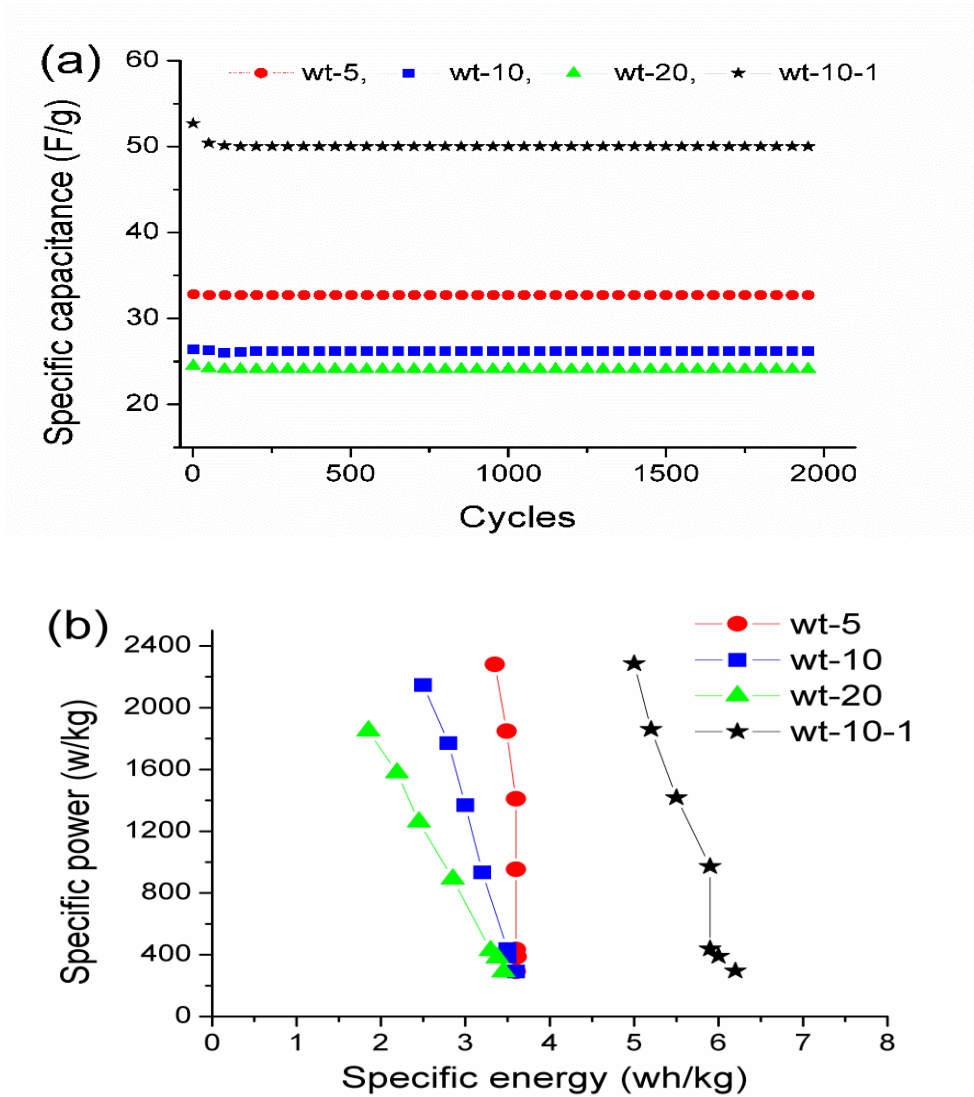 (a)
wt-5, wt-10, wt-20, wt-10-1
Specific capacitance (F/g)
60
50
40
30
20
0 500 1000 1500 2000
Cycles
(b)
wt-5
wt-10
wt-20
wt-10-1
Specific power (w/kg)
2400
2000
1600
1200
800
400
0
0 1 2 3 4 5 6 7 8
Specific energy (wh/kg)